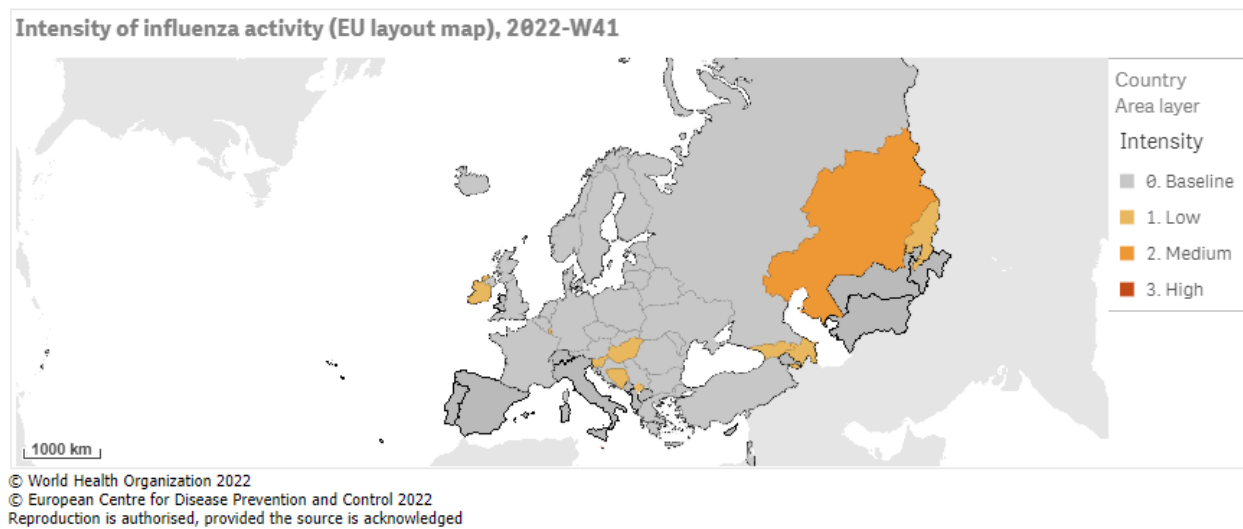 Intensity of influenza activity (EU layout map), 2022-W41
Country
Area layer
Intensity
0. Baseline
1. Low
2. Medium
3. High
1000 km
© World Health Organization 2022
© European Centre for Disease Prevention and Control 2022
Reproduction is authorised, provided the source is acknowledged